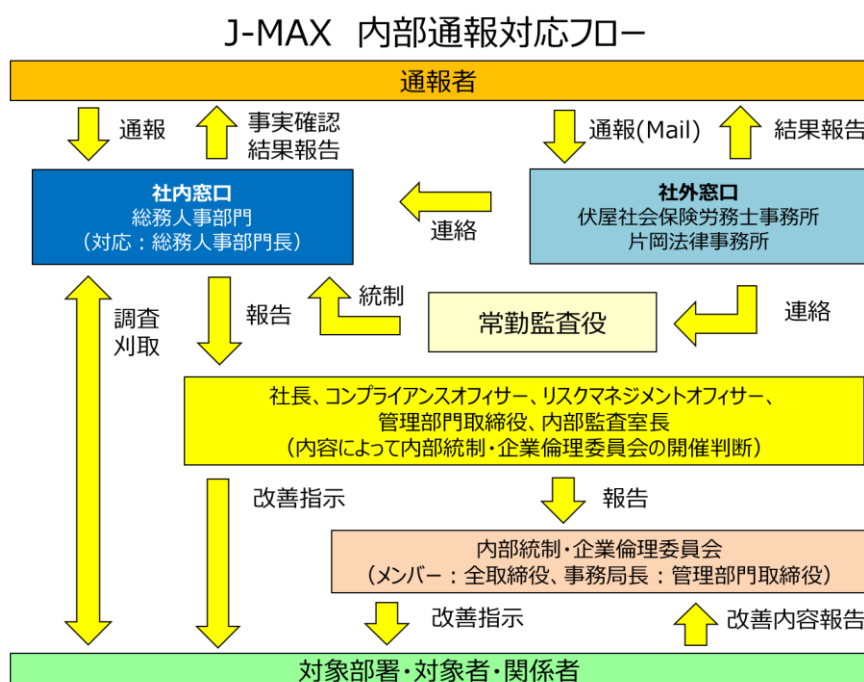 J-MAX 内部通報対応フロー
通報者
通報
事実確認
結果報告
通報(Mail)
結果報告
社内窓口
総務人事部門
（対応：総務人事部門長）
連絡
社外窓口
伏屋社会保険労務士事務所
片岡法律事務所
調査
刈取
報告
統制
常勤監査役
連絡
社長、コンプライアンスオフィサー、リスクマネジメントオフィサー、
管理部門取締役、内部監査室長
（内容によって内部統制・企業倫理委員会の開催判断）
改善指示
報告
内部統制・企業倫理委員会
（メンバー：全取締役、事務局長：管理部門取締役）
改善指示
改善内容報告
対象部署・対象者・関係者